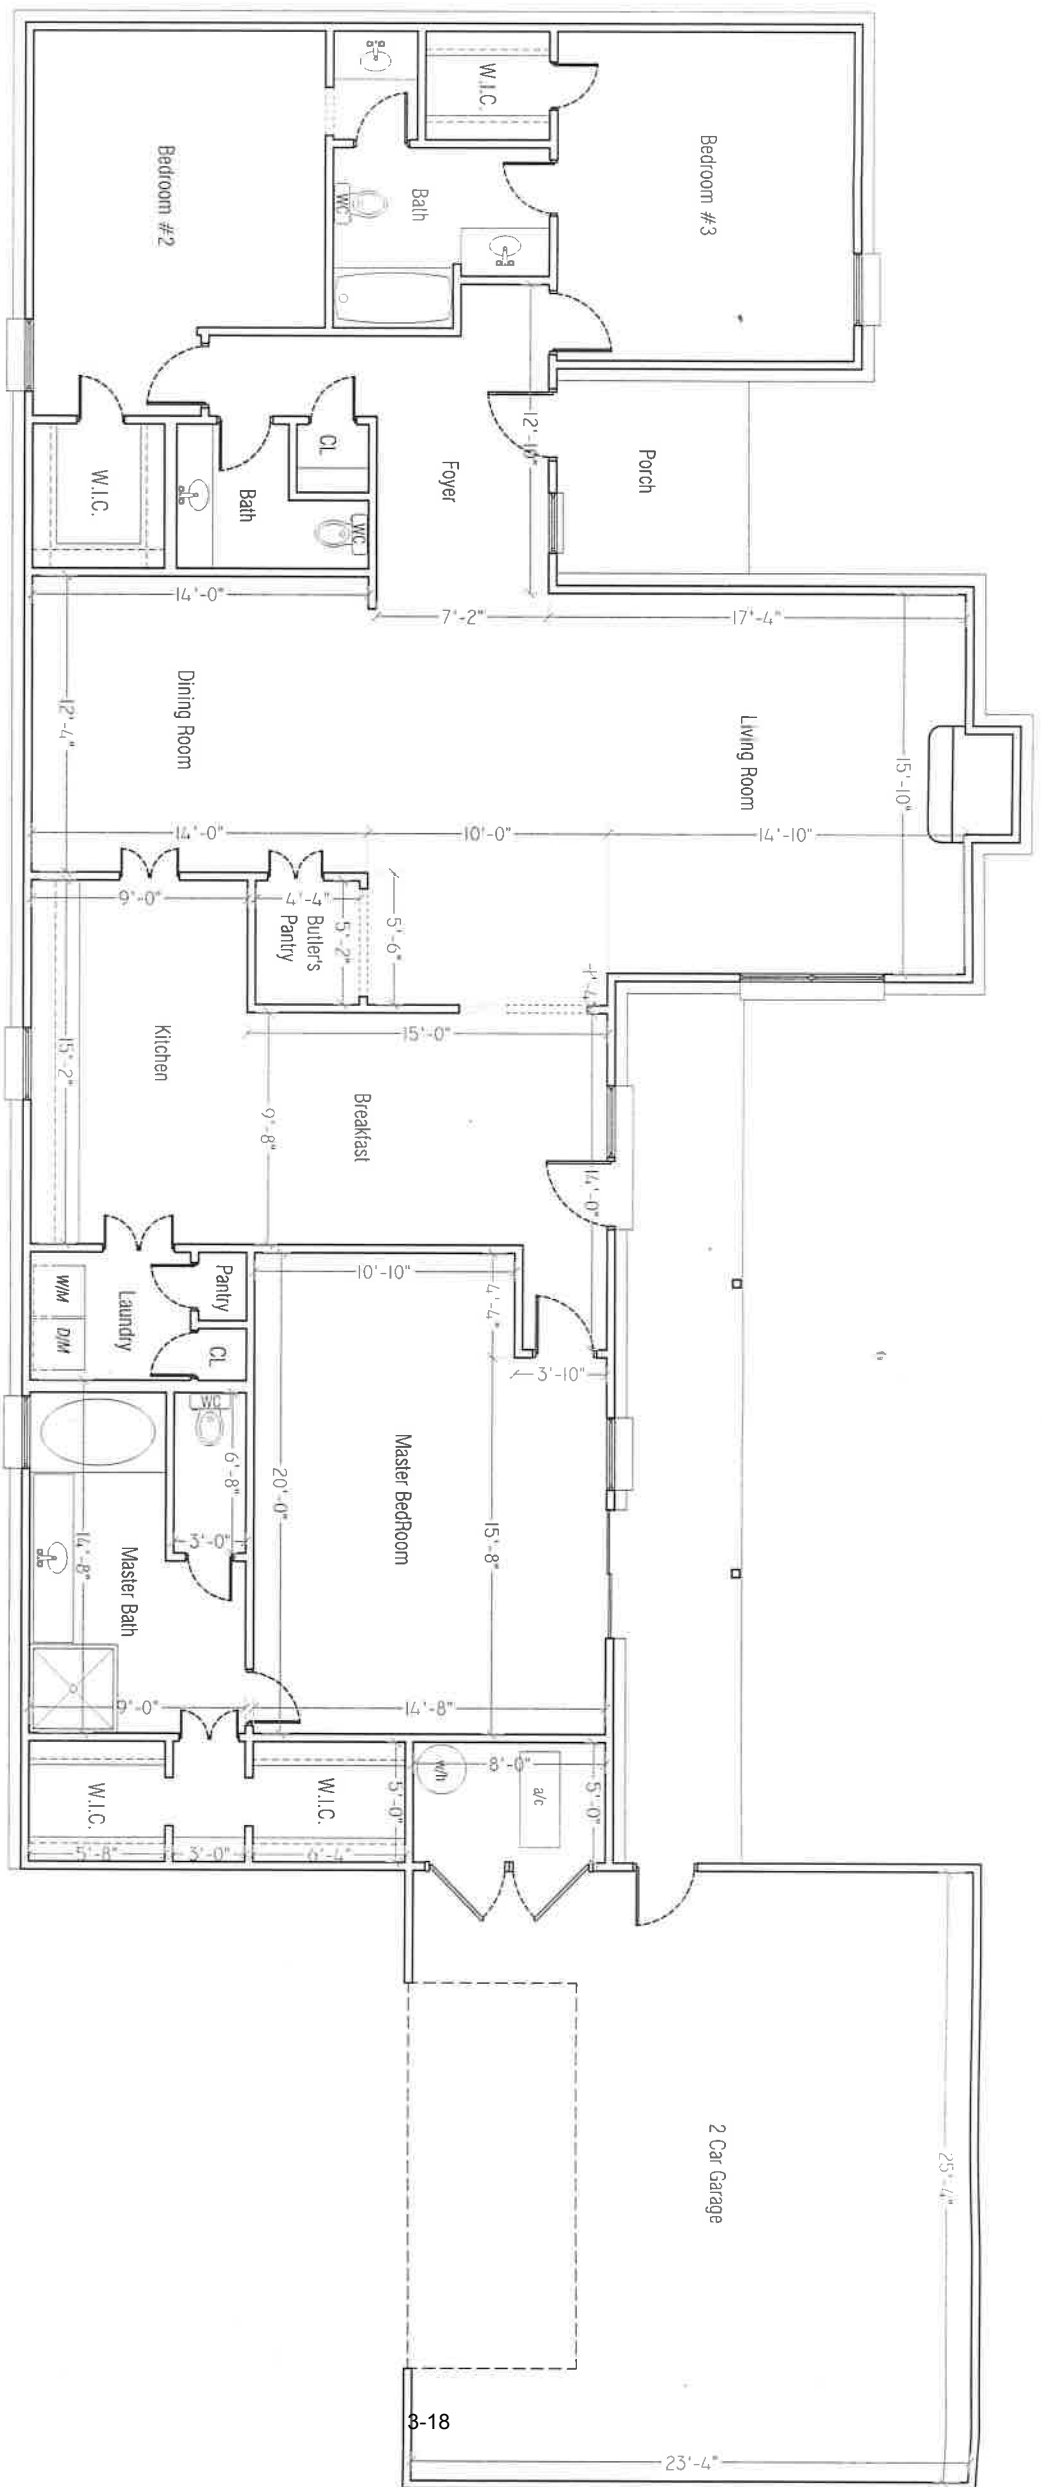 Bedroom #2
W.I.C.
Bath
WC
Bedroom #3
Porch
Foyer
12'-10"
CL
W.I.C.
Bath
WC
14'-0"
7'-2"
17'-4"
Dining Room
12'-4"
Living Room
15'-10"
14'-0"
10'-0"
14'-10"
9'-0"
4'-4"
Butler's
Pantry
5'-2"
5'-6"
Kitchen
15'-2"
15'-0"
Breakfast
9'-8"
14'-0"
Pantry
CL
Laundry
W/M
D/M
10'-10"
4'-4"
3'-10"
WC
6'-8"
3'-0"
20'-0"
Master BedRoom
15'-8"
14'-8"
Master Bath
9'-0"
14'-8"
W.I.C.
W.I.C.
5'-8"
3'-0"
6'-4"
5'-0"
w/h
8'-0"
a/c
5'-0"
2 Car Garage
25'-4"
23'-4"
3-18